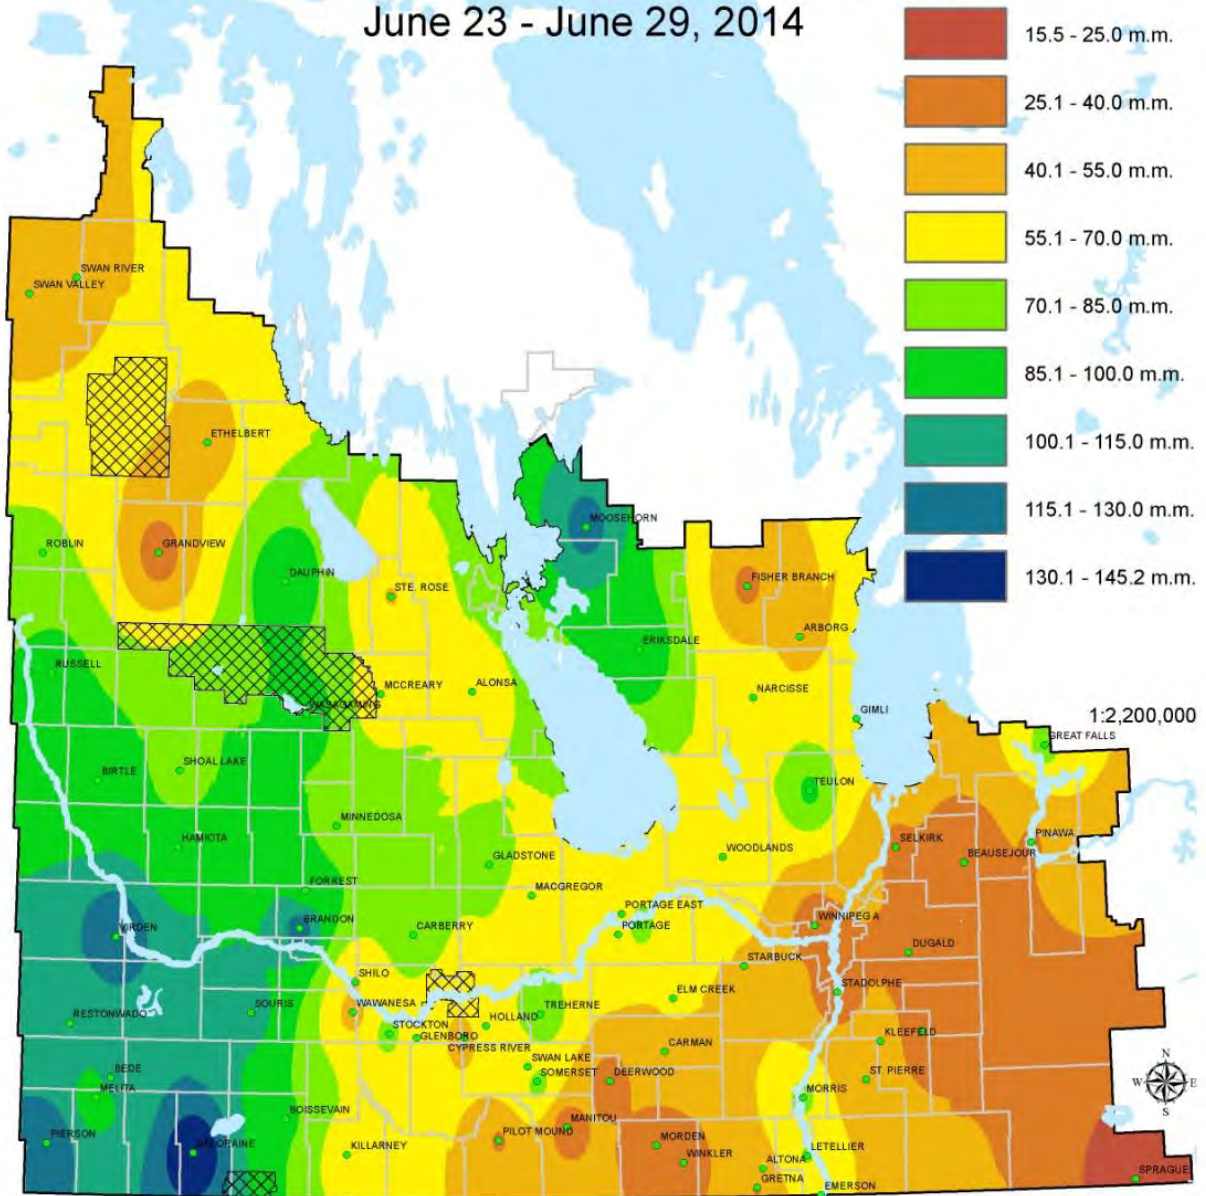 June 23 - June 29, 2014
15.5 - 25.0 m.m.
25.1 - 40.0 m.m.
40.1 - 55.0 m.m.
55.1 - 70.0 m.m.
70.1 - 85.0 m.m.
85.1 - 100.0 m.m.
100.1 - 115.0 m.m.
115.1 - 130.0 m.m.
130.1 - 145.2 m.m.
SWAN RIVER
SWAN VALLEY
ETHELBERT
MOOSEHORN
ROBLIN
GRANDVIEW
DAUPHIN
STE. ROSE
FISHER BRANCH
ARBORG
ERIKSDALE
RUSSELL
MCCREARY
ALONSA
NARCISSE
WASAGAMING
GIMLI
1:2,200,000
GREAT FALLS
BIRTLE
SHOAL LAKE
TEULON
MINNEDOSA
HAMIOTA
SELKIRK
PINAWA
GLADSTONE
WOODLANDS
BEAUSEJOUR
FORREST
MACGREGOR
PORTAGE EAST
VIRDEN
BRANDON
CARBERRY
PORTAGE
WINNIPEG A
DUGALD
STARBUCK
SHILO
STADOLPHE
ELM CREEK
RESTONWADO
SOURIS
WAWANESA
TREHERNE
HOLLAND
STOCKTON
GLENBORO
KLEEFELD
CYPRESS RIVER
CARMAN
SWAN LAKE
BEDE
SOMERSET
DEERWOOD
ST. PIERRE
MELITA
MORRIS
BOISSEVAIN
MANITOU
PIERSON
PILOT MOUND
DELORAINE
KILLARNEY
MORDEN
LETELLIER
WINKLER
ALTONA
GRETNA
EMERSON
SPRAGUE
N
W
E
S